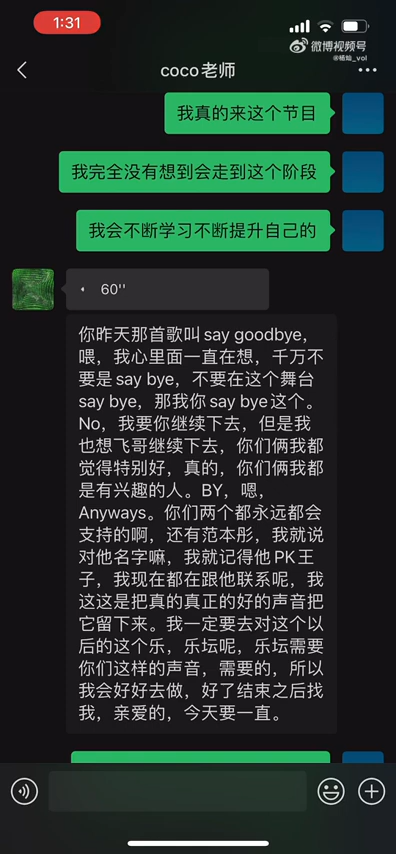 1:31
微博视频号
@杨灿_vol
coco老师
我真的来这个节目
我完全没有想到会走到这个阶段
我会不断学习不断提升自己的
60''
你昨天那首歌叫 say goodbye，
喂，我心里面一直在想，千万不
要是 say bye，不要在这个舞台
say bye，那我你 say bye 这个。
No，我要你继续下去，但是我
也想飞哥继续下去，你们俩我都
觉得特别好，真的，你们俩我都
是有兴趣的人。BY，嗯，
Anyways。你们两个都永远都会
支持的啊，还有范本彤，我就说
对他名字嘛，我就记得他 PK 王
子，我现在都在跟他联系呢，我
这这是把真的真正的好的声音把
它留下来。我一定要去对这个以
后的这个乐，乐坛呢，乐坛需要
你们这样的声音，需要的，所以
我会好好去做，好了结束之后找
我，亲爱的，今天要一直。